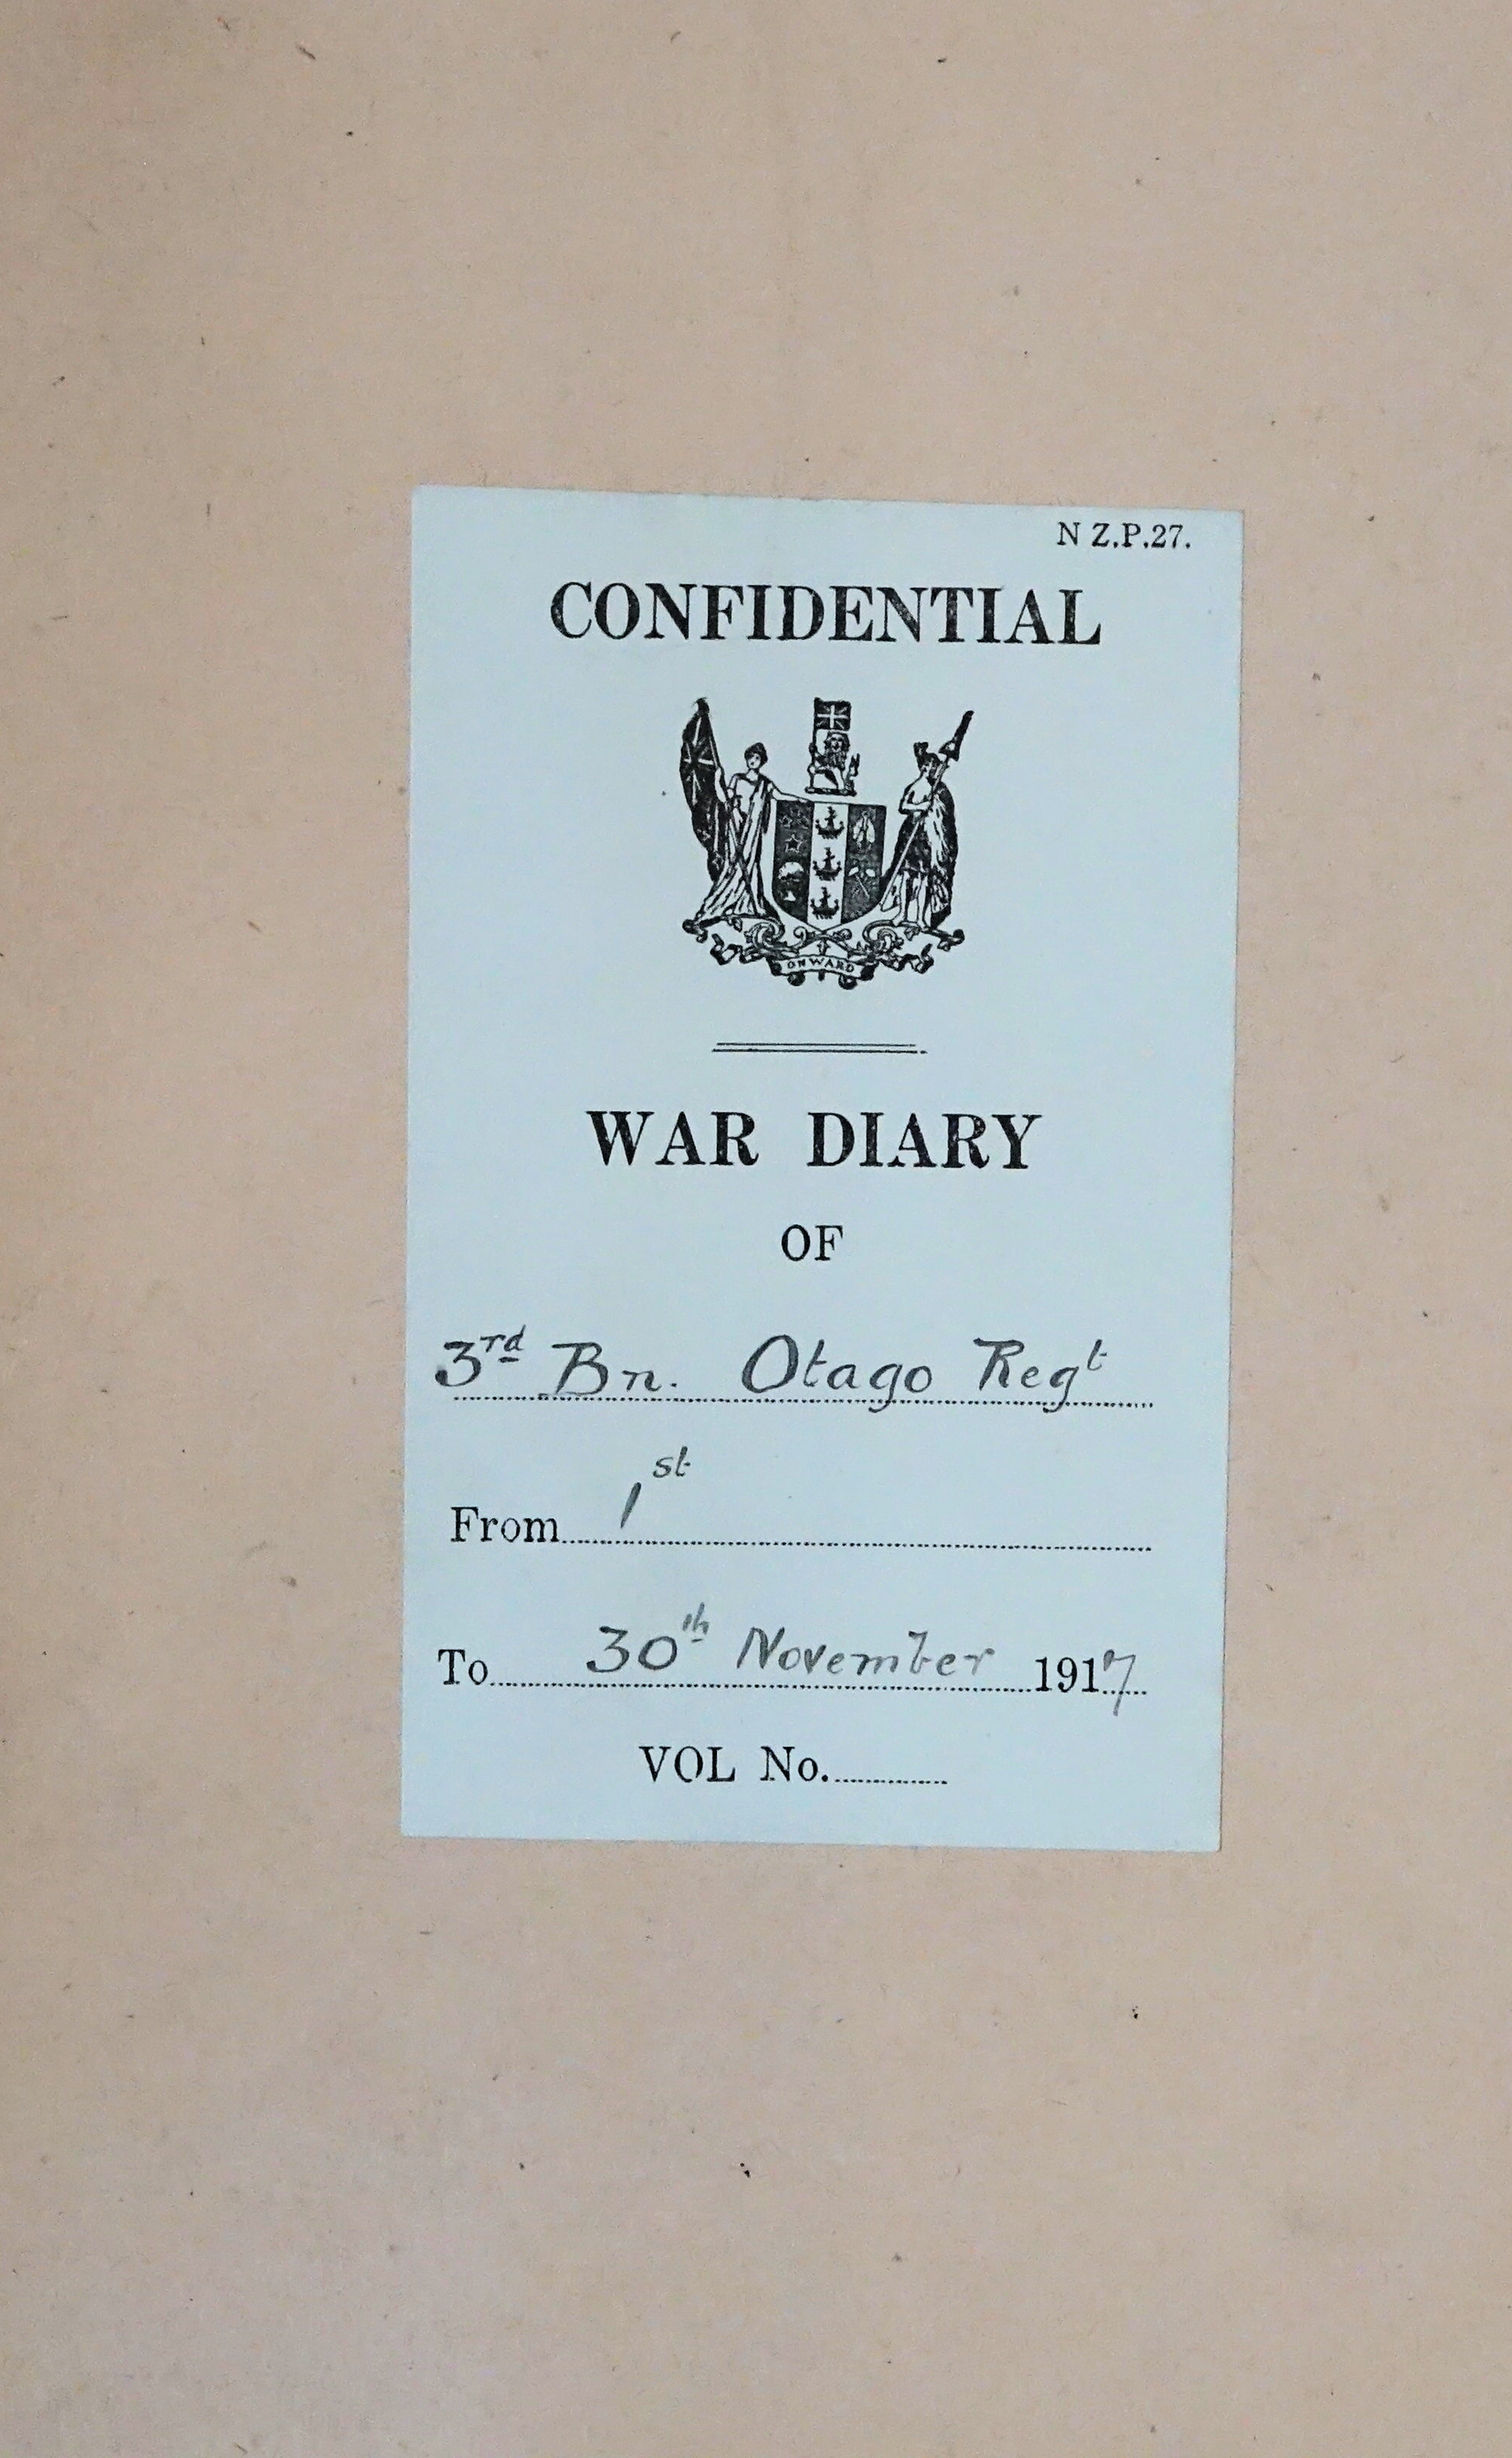 N Z.P.27.
CONFIDENTIAL
ONWARD
WAR DIARY
OF
3rd Bn. Otago Regt
From 1st
To 30th November 1917
VOL No.